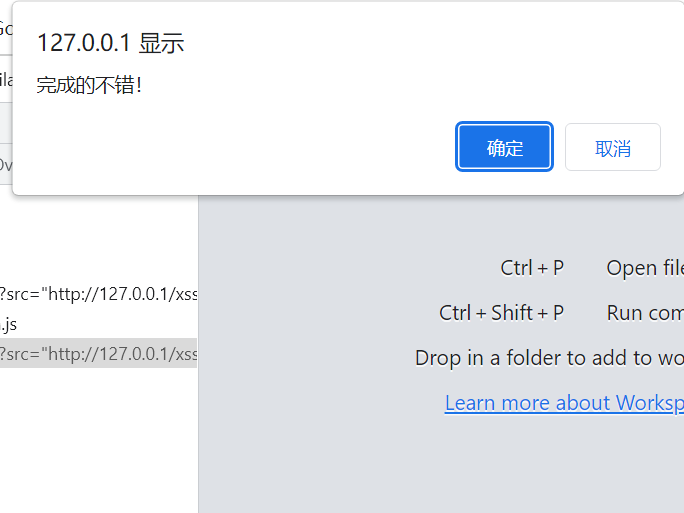 127.0.0.1 显示
完成的不错！
确定
取消
Ctrl + P
Open file
?src="http://127.0.0.1/xss
.js
Ctrl + Shift + P
Run com
?src="http://127.0.0.1/xss
Drop in a folder to add to wo
Learn more about Worksp